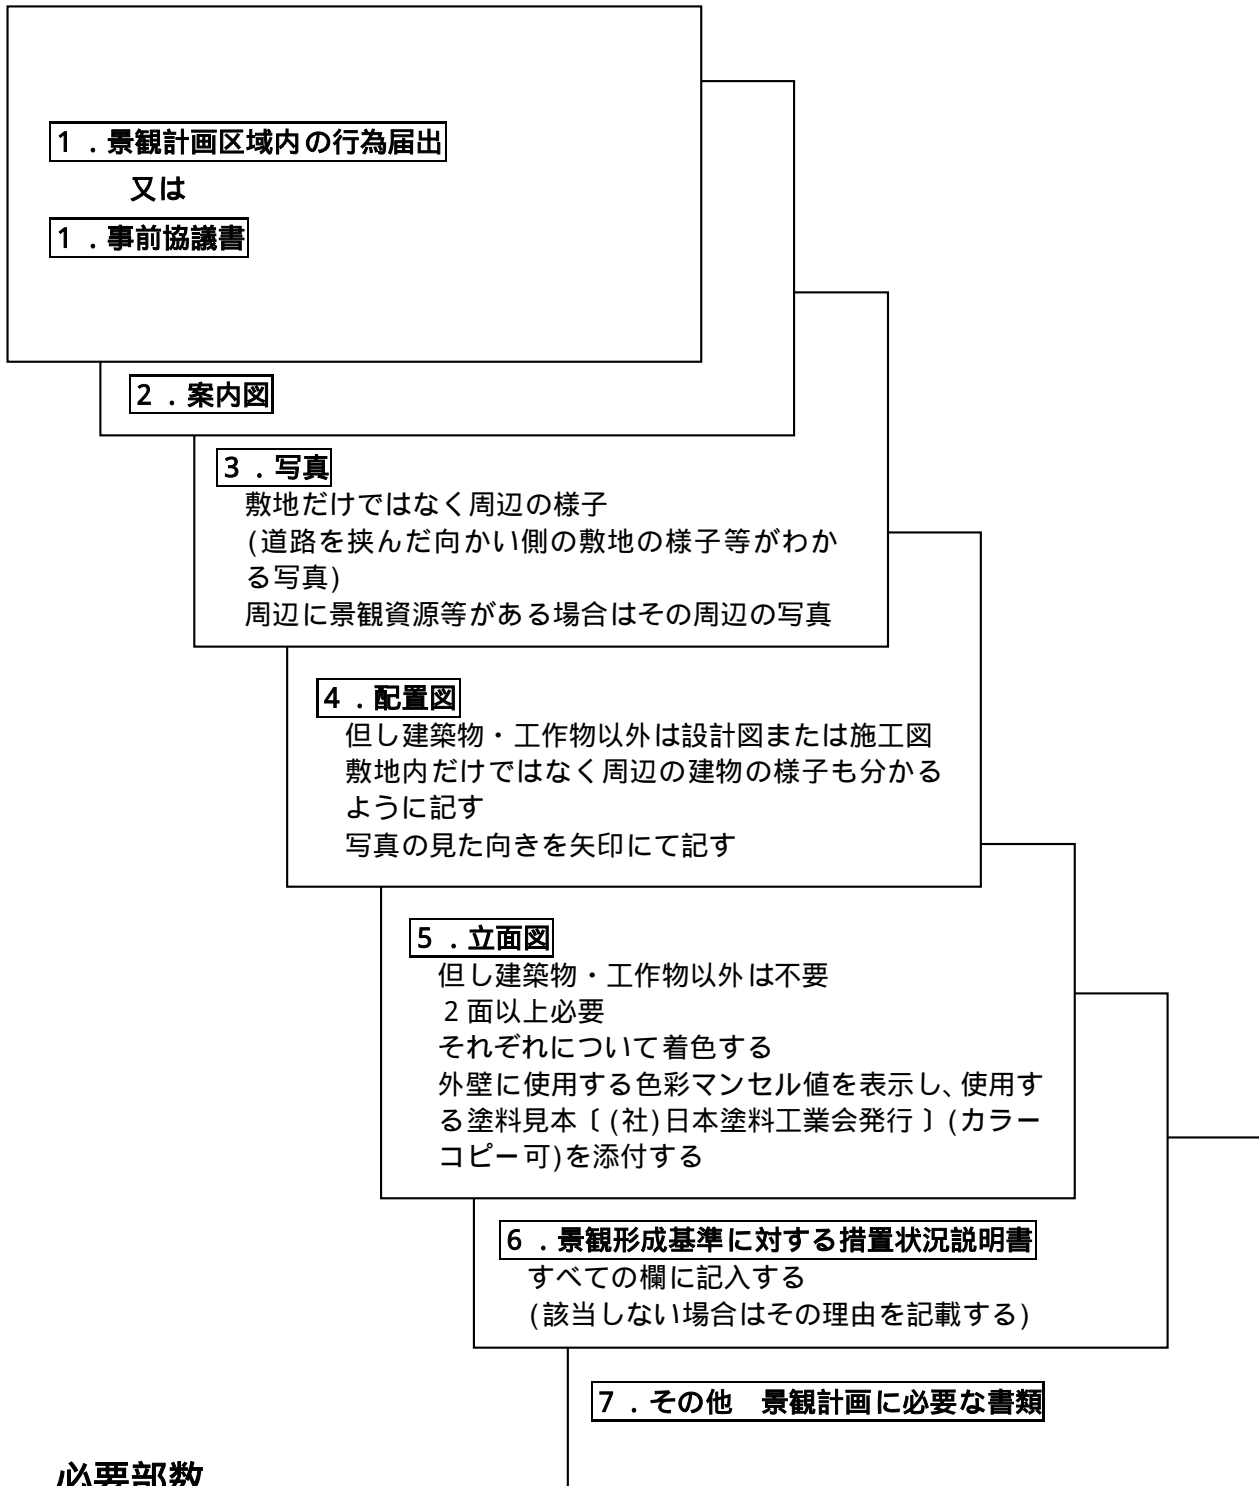 1．景観計画区域内の行為届出
又は
1．事前協議書
2．案内図
3．写真
敷地だけではなく周辺の様子
(道路を挟んだ向かい側の敷地の様子等がわか
る写真)
周辺に景観資源等がある場合はその周辺の写真
4．配置図
但し建築物・工作物以外は設計図または施工図
敷地内だけではなく周辺の建物の様子も分かる
ように記す
写真の見た向きを矢印にて記す
5．立面図
但し建築物・工作物以外は不要
2面以上必要
それぞれについて着色する
外壁に使用する色彩マンセル値を表示し、使用す
る塗料見本〔(社)日本塗料工業会発行〕(カラー
コピー可)を添付する
6．景観形成基準に対する措置状況説明書
すべての欄に記入する
(該当しない場合はその理由を記載する)
7．その他　景観計画に必要な書類
必要部数